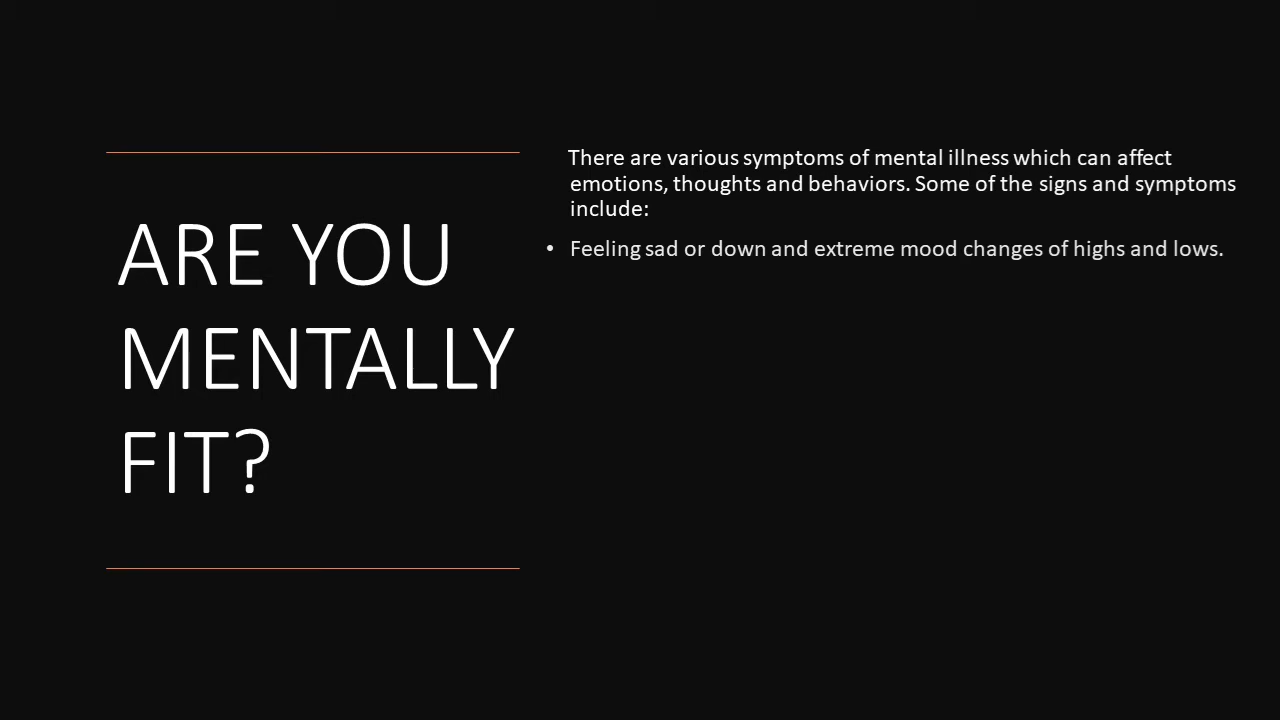 ARE YOU
MENTALLY
FIT?
There are various symptoms of mental illness which can affect
emotions, thoughts and behaviors. Some of the signs and symptoms
include:
• Feeling sad or down and extreme mood changes of highs and lows.